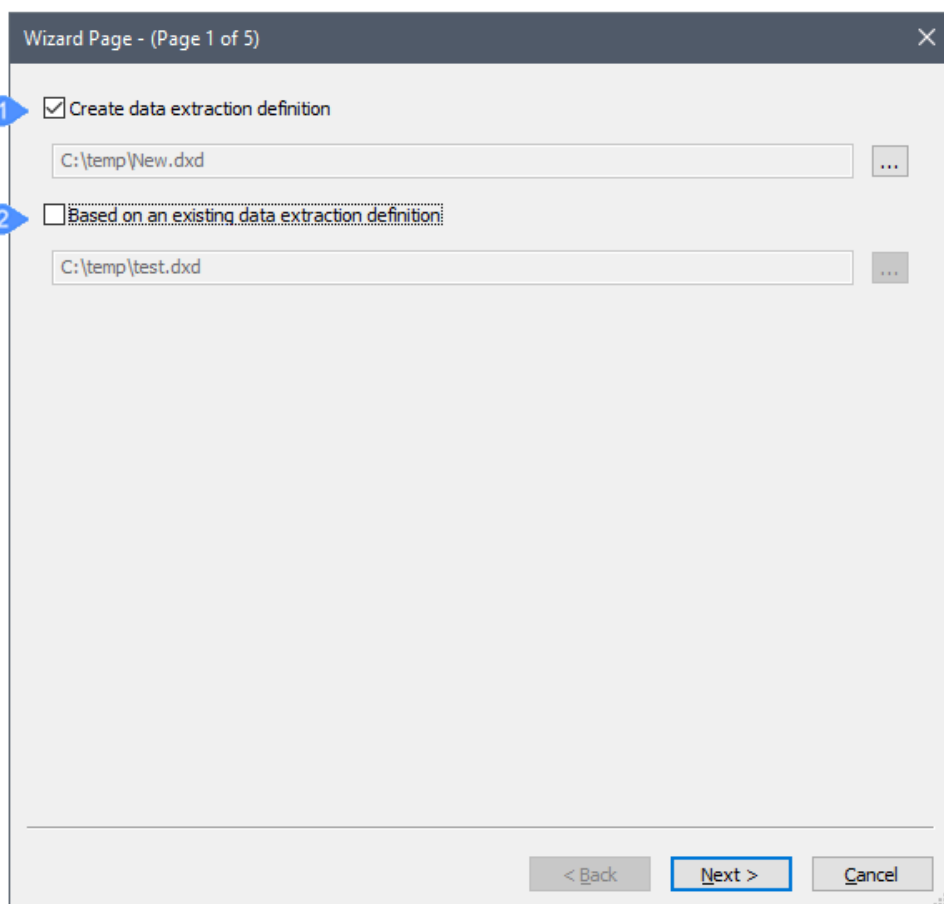 Wizard Page - (Page 1 of 5)
1
Create data extraction definition
C:\temp\New.dxd
...
2
Based on an existing data extraction definition
C:\temp\test.dxd
...
< Back Next > Cancel